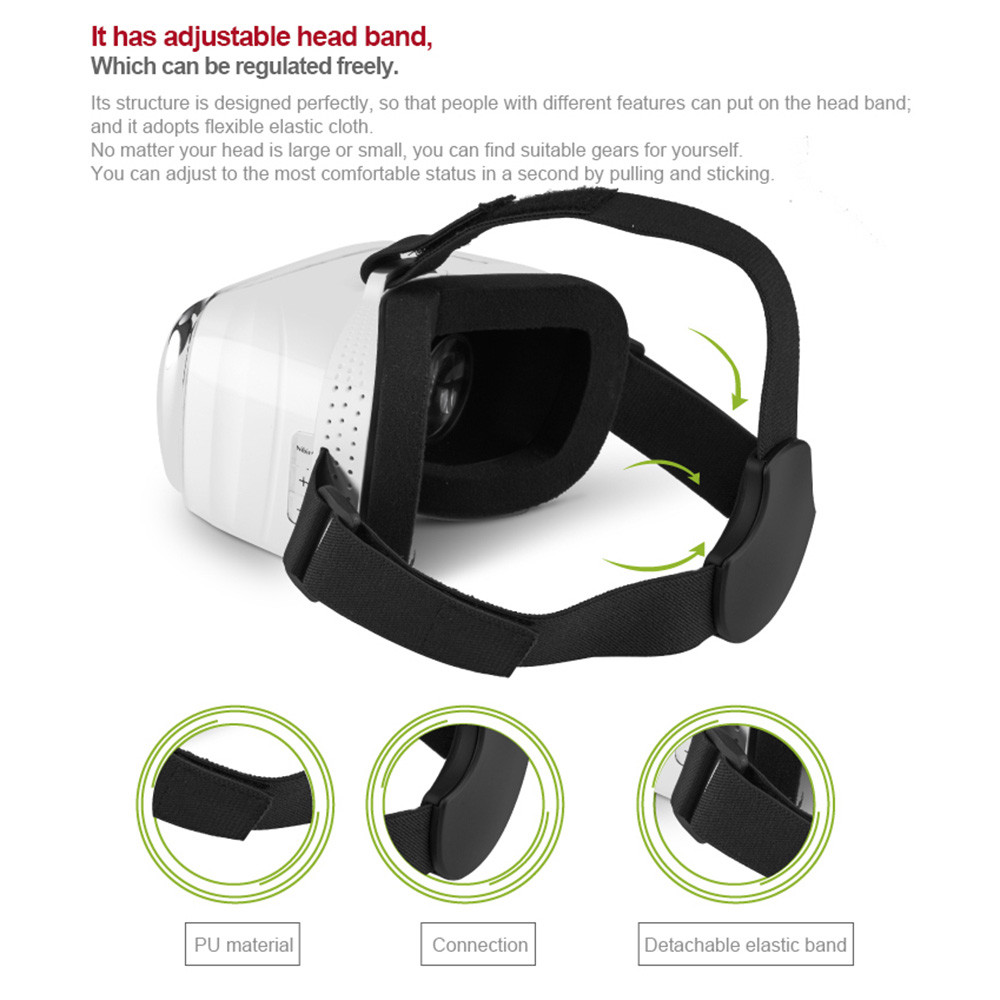 It has adjustable head band,
Which can be regulated freely.
Its structure is designed perfectly, so that people with different features can put on the head band;
and it adopts flexible elastic cloth.
No matter your head is large or small, you can find suitable gears for yourself.
You can adjust to the most comfortable status in a second by pulling and sticking.
PU material
Connection
Detachable elastic band